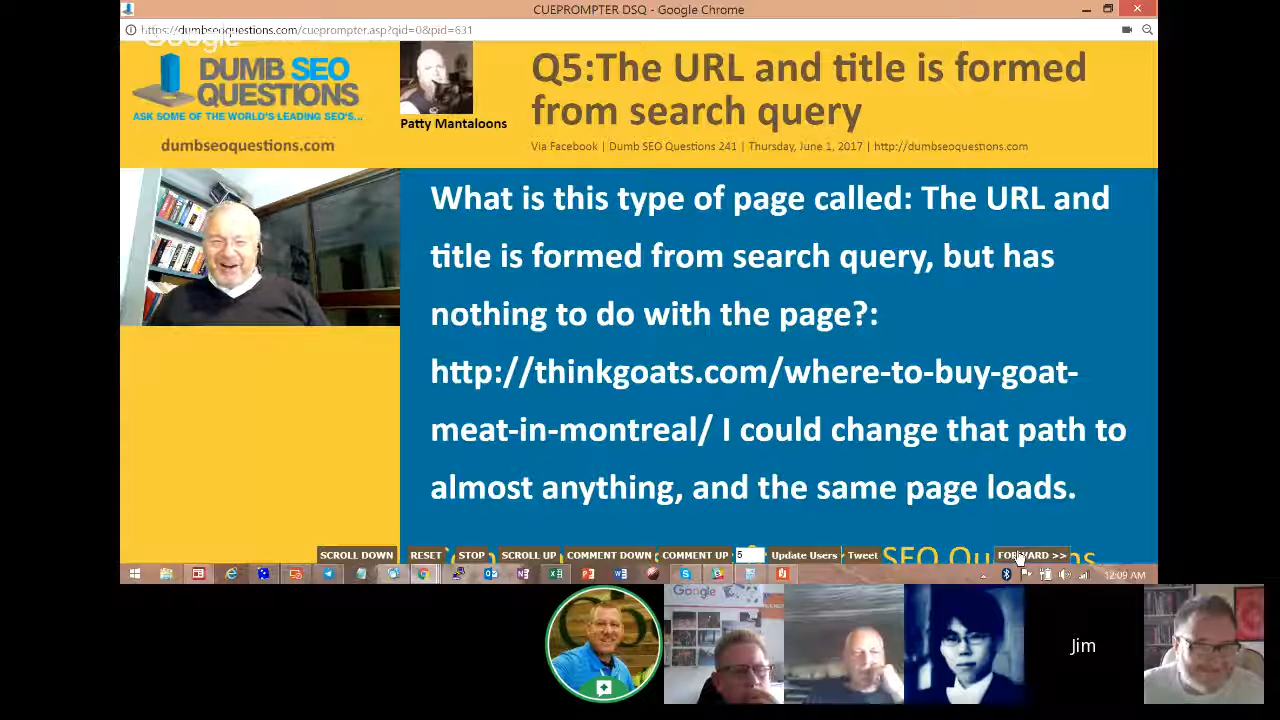 CUEPROMPTER DSQ - Google Chrome
https://dumbseoquestions.com/cueprompter.asp?qid=0&pid=631
Google
DUMB SEO
QUESTIONS
ASK SOME OF THE WORLD'S LEADING SEO'S...
dumbseoquestions.com
Patty Mantaloons
Q5:The URL and title is formed
from search query
Via Facebook | Dumb SEO Questions 241 | Thursday, June 1, 2017 | http://dumbseoquestions.com
What is this type of page called: The URL and
title is formed from search query, but has
nothing to do with the page?:
http://thinkgoats.com/where-to-buy-goat-
meat-in-montreal/ I could change that path to
almost anything, and the same page loads.
SEO
SCROLL DOWN RESET STOP SCROLL UP COMMENT DOWN COMMENT UP 5 Update Users Tweet FORWARD >>
12:09 AM
Google
Jim